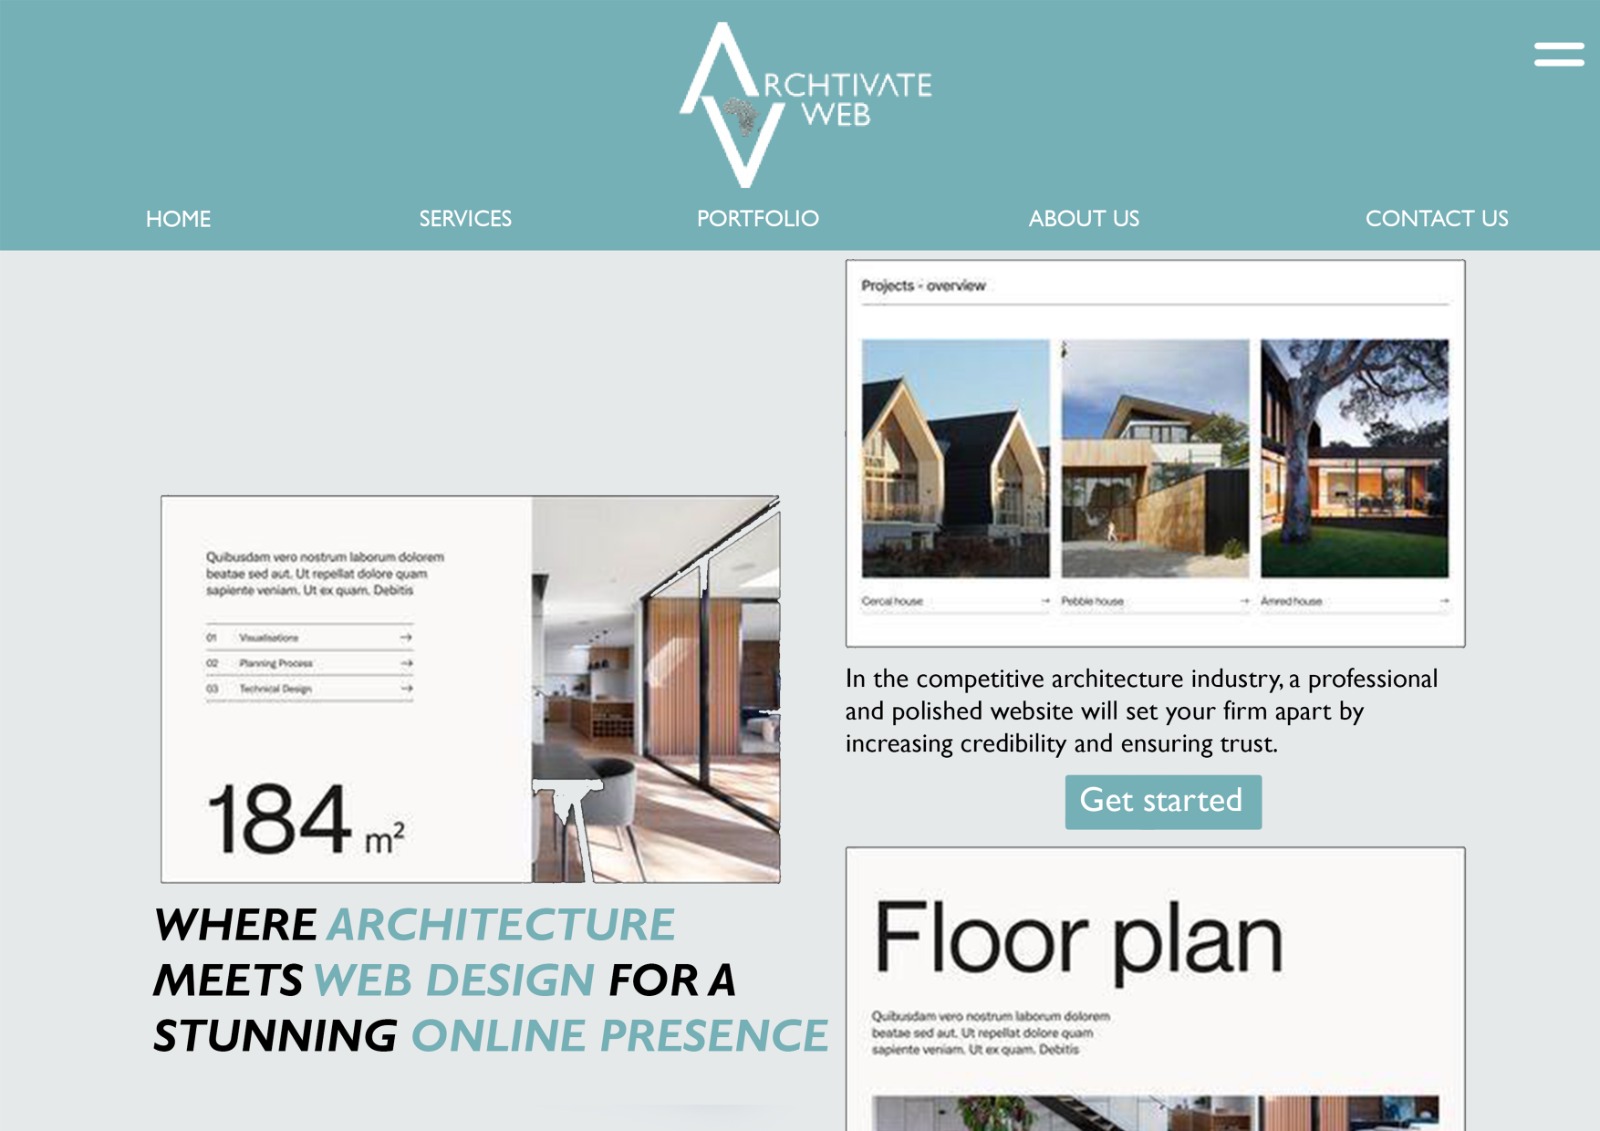 ARCHTIVATE
WEB
HOME
SERVICES
PORTFOLIO
ABOUT US
CONTACT US
Projects - overview
Cercal house →
Pebble house →
Amred house →
Quibusdam vero nostrum laborum dolorem
beatae sed aut. Ut repellat dolore quam
sapiente veniam. Ut ex quam. Debitis
01 Visualisations →
02 Planning Process →
03 Technical Design →
184 m²
WHERE ARCHITECTURE
MEETS WEB DESIGN FOR A
STUNNING ONLINE PRESENCE
In the competitive architecture industry, a professional
and polished website will set your firm apart by
increasing credibility and ensuring trust.
Get started
Floor plan
Quibusdam vero nostrum laborum dolorem
beatae sed aut. Ut repellat dolore quam
sapiente veniam. Ut ex quam. Debitis